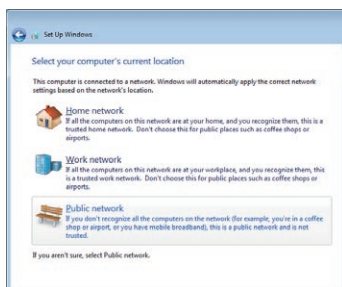 Set Up Windows
Select your computer's current location
This computer is connected to a network. Windows will automatically apply the correct network
settings based on the network's location.
Home network
If all the computers on this network are at your home, and you recognize them, this is a
trusted home network. Don't choose this for public places such as coffee shops or
airports.
Work network
If all the computers on this network are at your workplace, and you recognize them, this
is a trusted work network. Don't choose this for public places such as coffee shops or
airports.
Public network
If you don't recognize all the computers on the network (for example, you're in a coffee
shop or airport, or you have mobile broadband), this is a public network and is not
trusted.
If you aren't sure, select Public network.